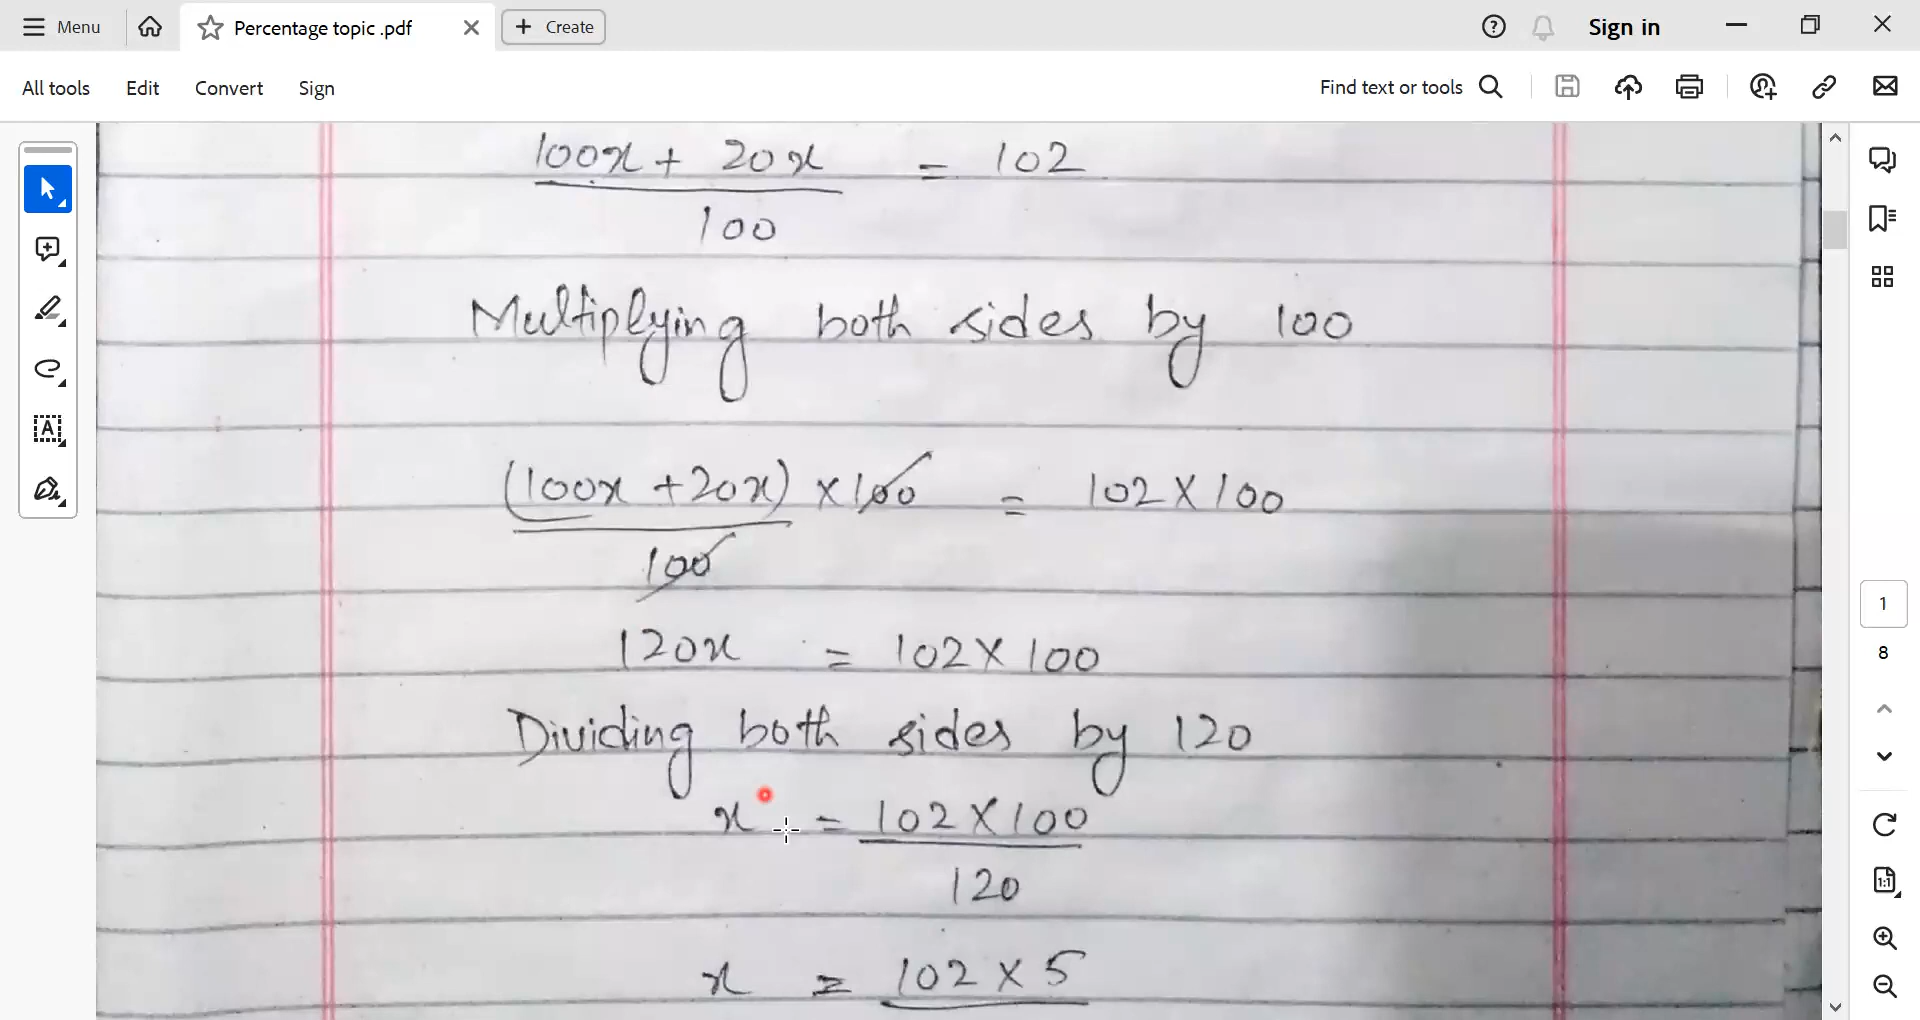 Menu
Percentage topic .pdf
Create
Sign in
All tools
Edit
Convert
Sign
Find text or tools
100x + 20x = 102
100
Multiplying both sides by 100
(100x + 20x) × 100 = 102 × 100
100
120x = 102 × 100
Dividing both sides by 120
x = 102 × 100
120
x = 102 × 5
1
8